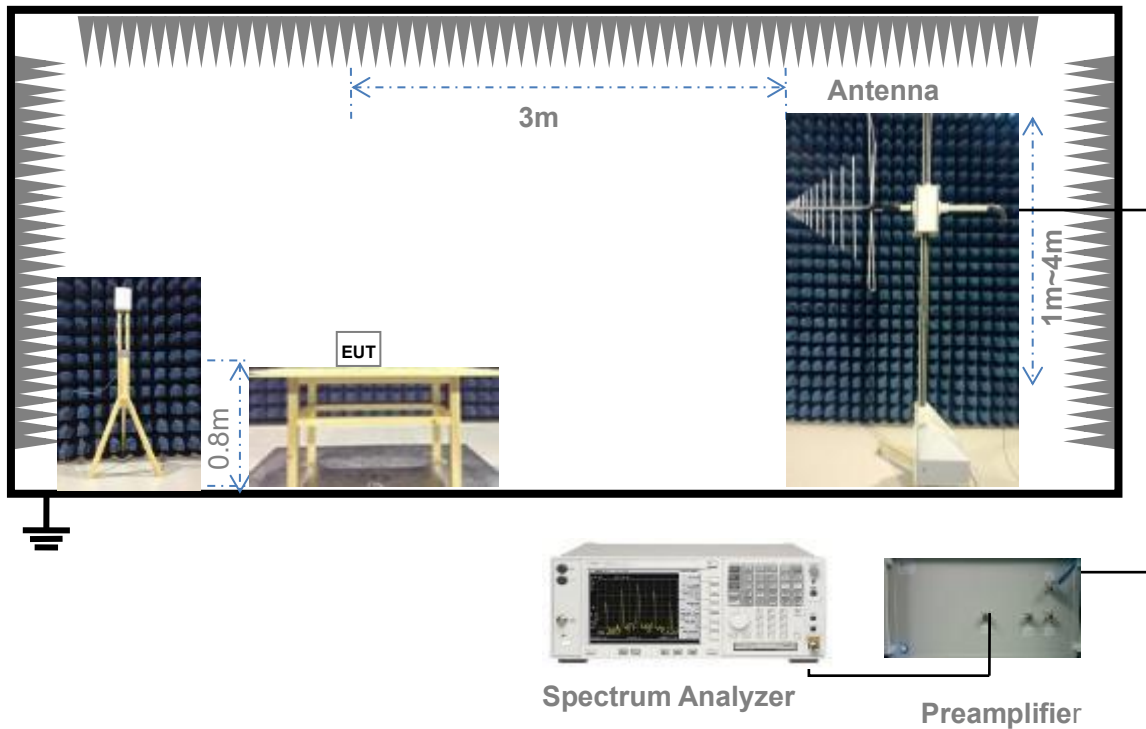 Antenna
3m
1m~4m
EUT
0.8m
Spectrum Analyzer
Preamplifier